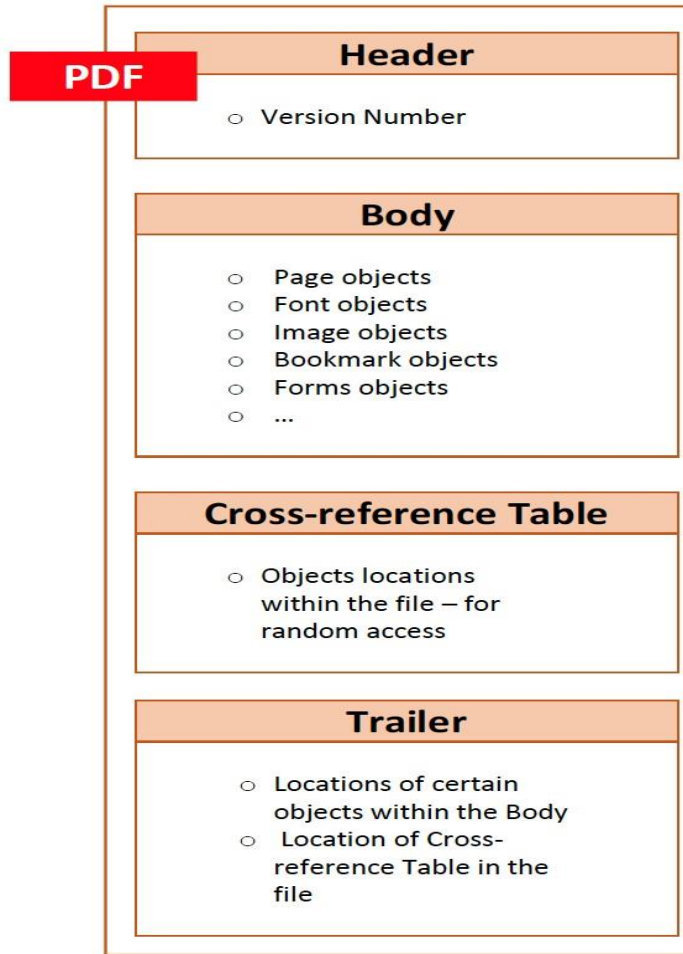 PDF
Header
○ Version Number
Body
○ Page objects
○ Font objects
○ Image objects
○ Bookmark objects
○ Forms objects
○ ...
Cross-reference Table
○ Objects locations
within the file – for
random access
Trailer
○ Locations of certain
objects within the Body
○ Location of Cross-
reference Table in the
file